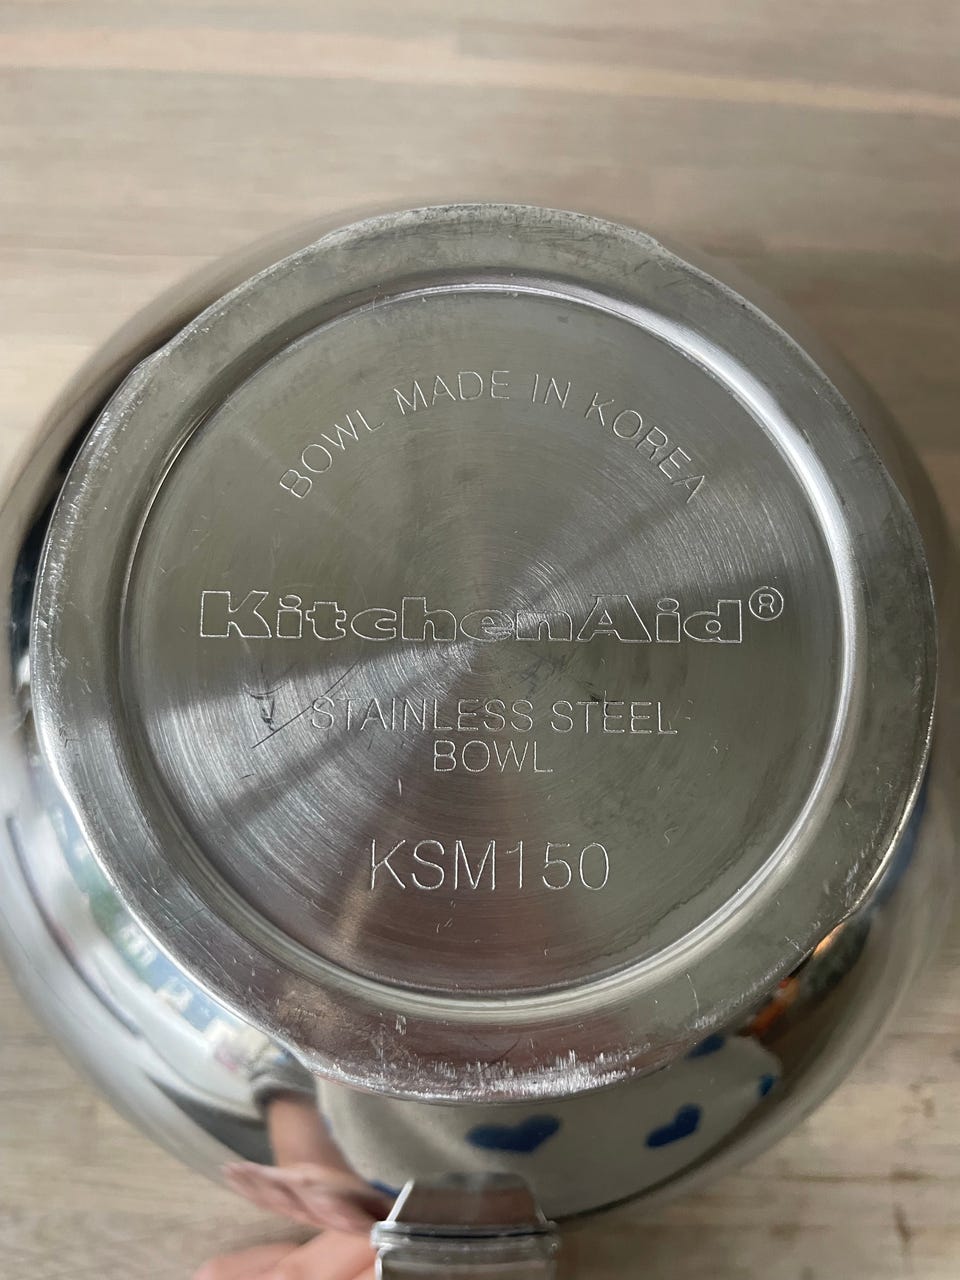 BOWL MADE IN KOREA
KitchenAid®
STAINLESS STEEL
BOWL
KSM150